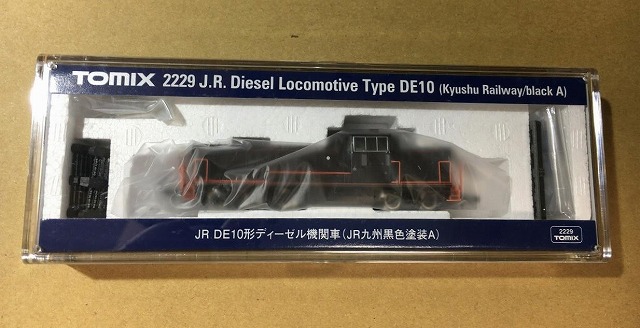 TOMIX 2229 J.R. Diesel Locomotive Type DE10 (Kyushu Railway/black A)
JR DE10形ディーゼル機関車(JR九州黒色塗装A)
2229
TOMIX